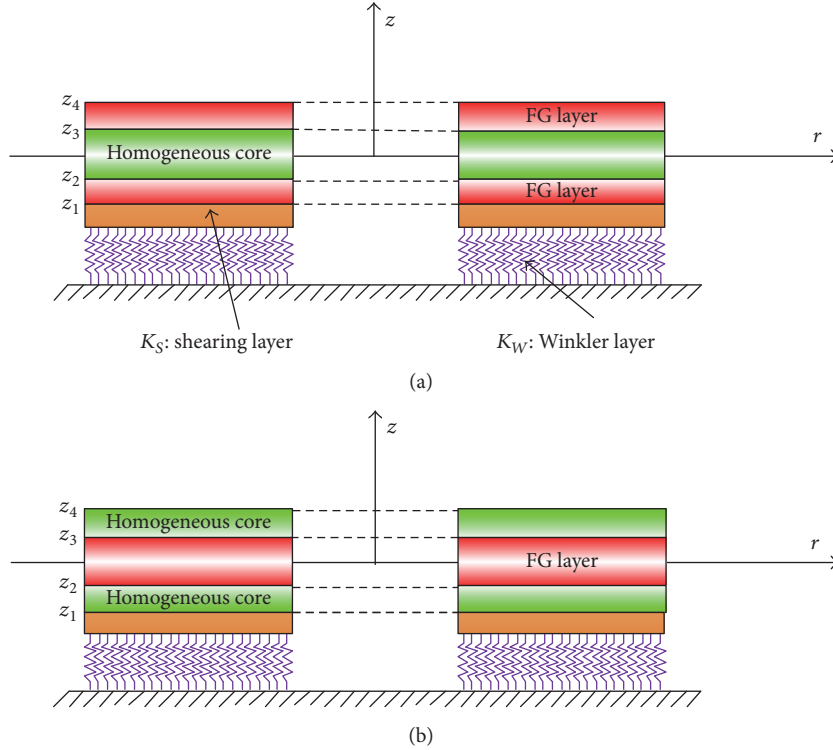 z
z4
FG layer
z3
Homogeneous core
r
z2
FG layer
z1
KS: shearing layer
KW: Winkler layer
(a)
z
z4
Homogeneous core
z3
FG layer
r
z2
Homogeneous core
z1
(b)